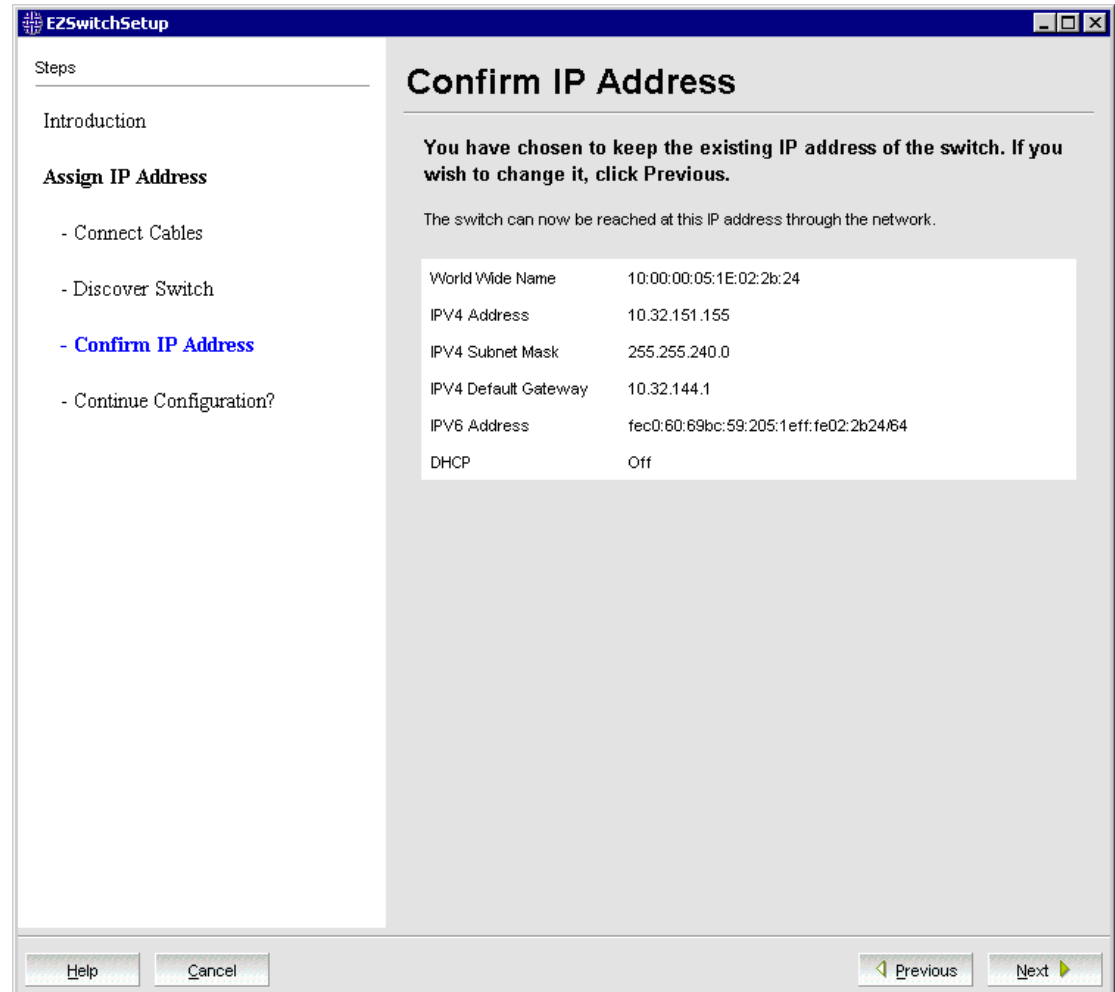 EZSwitchSetup
Steps
Introduction
Assign IP Address
- Connect Cables
- Discover Switch
- Confirm IP Address
- Continue Configuration?
Confirm IP Address
You have chosen to keep the existing IP address of the switch. If you
wish to change it, click Previous.
The switch can now be reached at this IP address through the network.
World Wide Name 10:00:00:05:1E:02:2b:24
IPV4 Address 10.32.151.155
IPV4 Subnet Mask 255.255.240.0
IPV4 Default Gateway 10.32.144.1
IPV6 Address fec0:60:69bc:59:205:1eff:fe02:2b24/64
DHCP Off
Help Cancel Previous Next